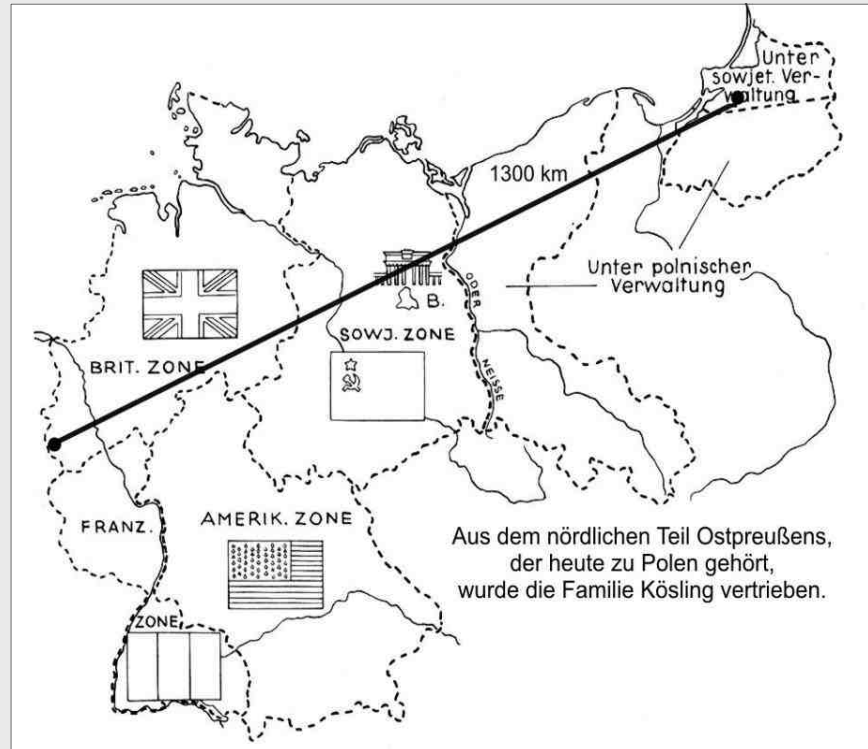 Unter
sowjet. Ver-
waltung
1300 km
Unter polnischer
Verwaltung
B.
ODER
SOWJ. ZONE
NEISSE
BRIT. ZONE
FRANZ.
AMERIK. ZONE
ZONE
Aus dem nördlichen Teil Ostpreußens,
der heute zu Polen gehört,
wurde die Familie Kösling vertrieben.